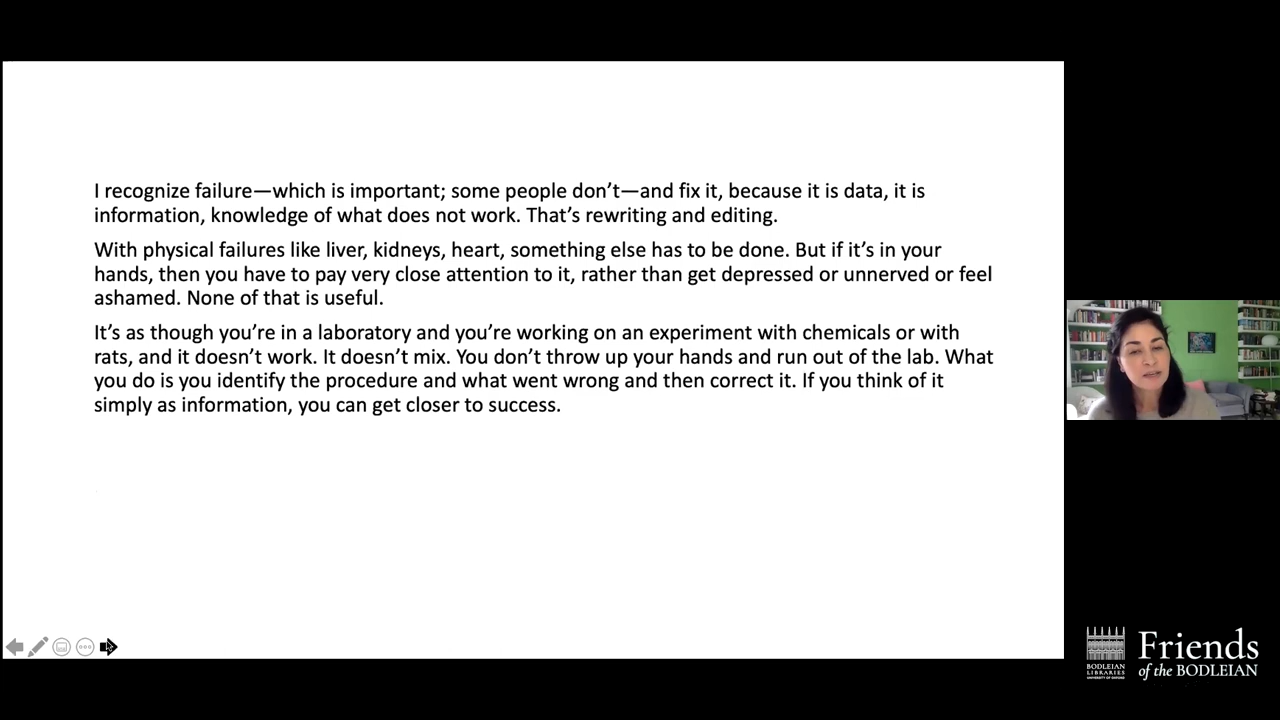 I recognize failure—which is important; some people don’t—and fix it, because it is data, it is
information, knowledge of what does not work. That’s rewriting and editing.
With physical failures like liver, kidneys, heart, something else has to be done. But if it’s in your
hands, then you have to pay very close attention to it, rather than get depressed or unnerved or feel
ashamed. None of that is useful.
It’s as though you’re in a laboratory and you’re working on an experiment with chemicals or with
rats, and it doesn’t work. It doesn’t mix. You don’t throw up your hands and run out of the lab. What
you do is you identify the procedure and what went wrong and then correct it. If you think of it
simply as information, you can get closer to success.
BODLEIAN
LIBRARIES
UNIVERSITY OF OXFORD
Friends
of the BODLEIAN